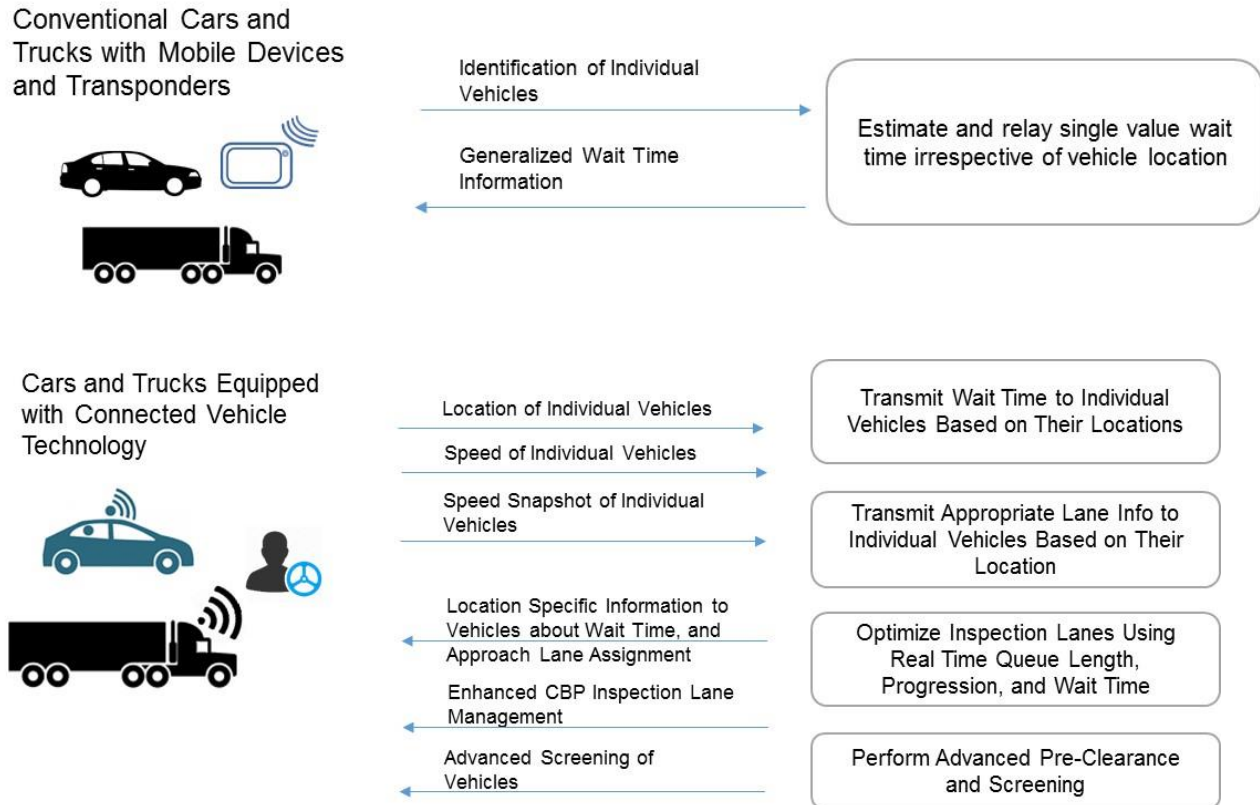 Conventional Cars and
Trucks with Mobile Devices
and Transponders
Identification of Individual
Vehicles
Generalized Wait Time
Information
Estimate and relay single value wait
time irrespective of vehicle location
Cars and Trucks Equipped
with Connected Vehicle
Technology
Location of Individual Vehicles
Speed of Individual Vehicles
Speed Snapshot of Individual
Vehicles
Location Specific Information to
Vehicles about Wait Time, and
Approach Lane Assignment
Enhanced CBP Inspection Lane
Management
Advanced Screening of
Vehicles
Transmit Wait Time to Individual
Vehicles Based on Their Locations
Transmit Appropriate Lane Info to
Individual Vehicles Based on Their
Location
Optimize Inspection Lanes Using
Real Time Queue Length,
Progression, and Wait Time
Perform Advanced Pre-Clearance
and Screening